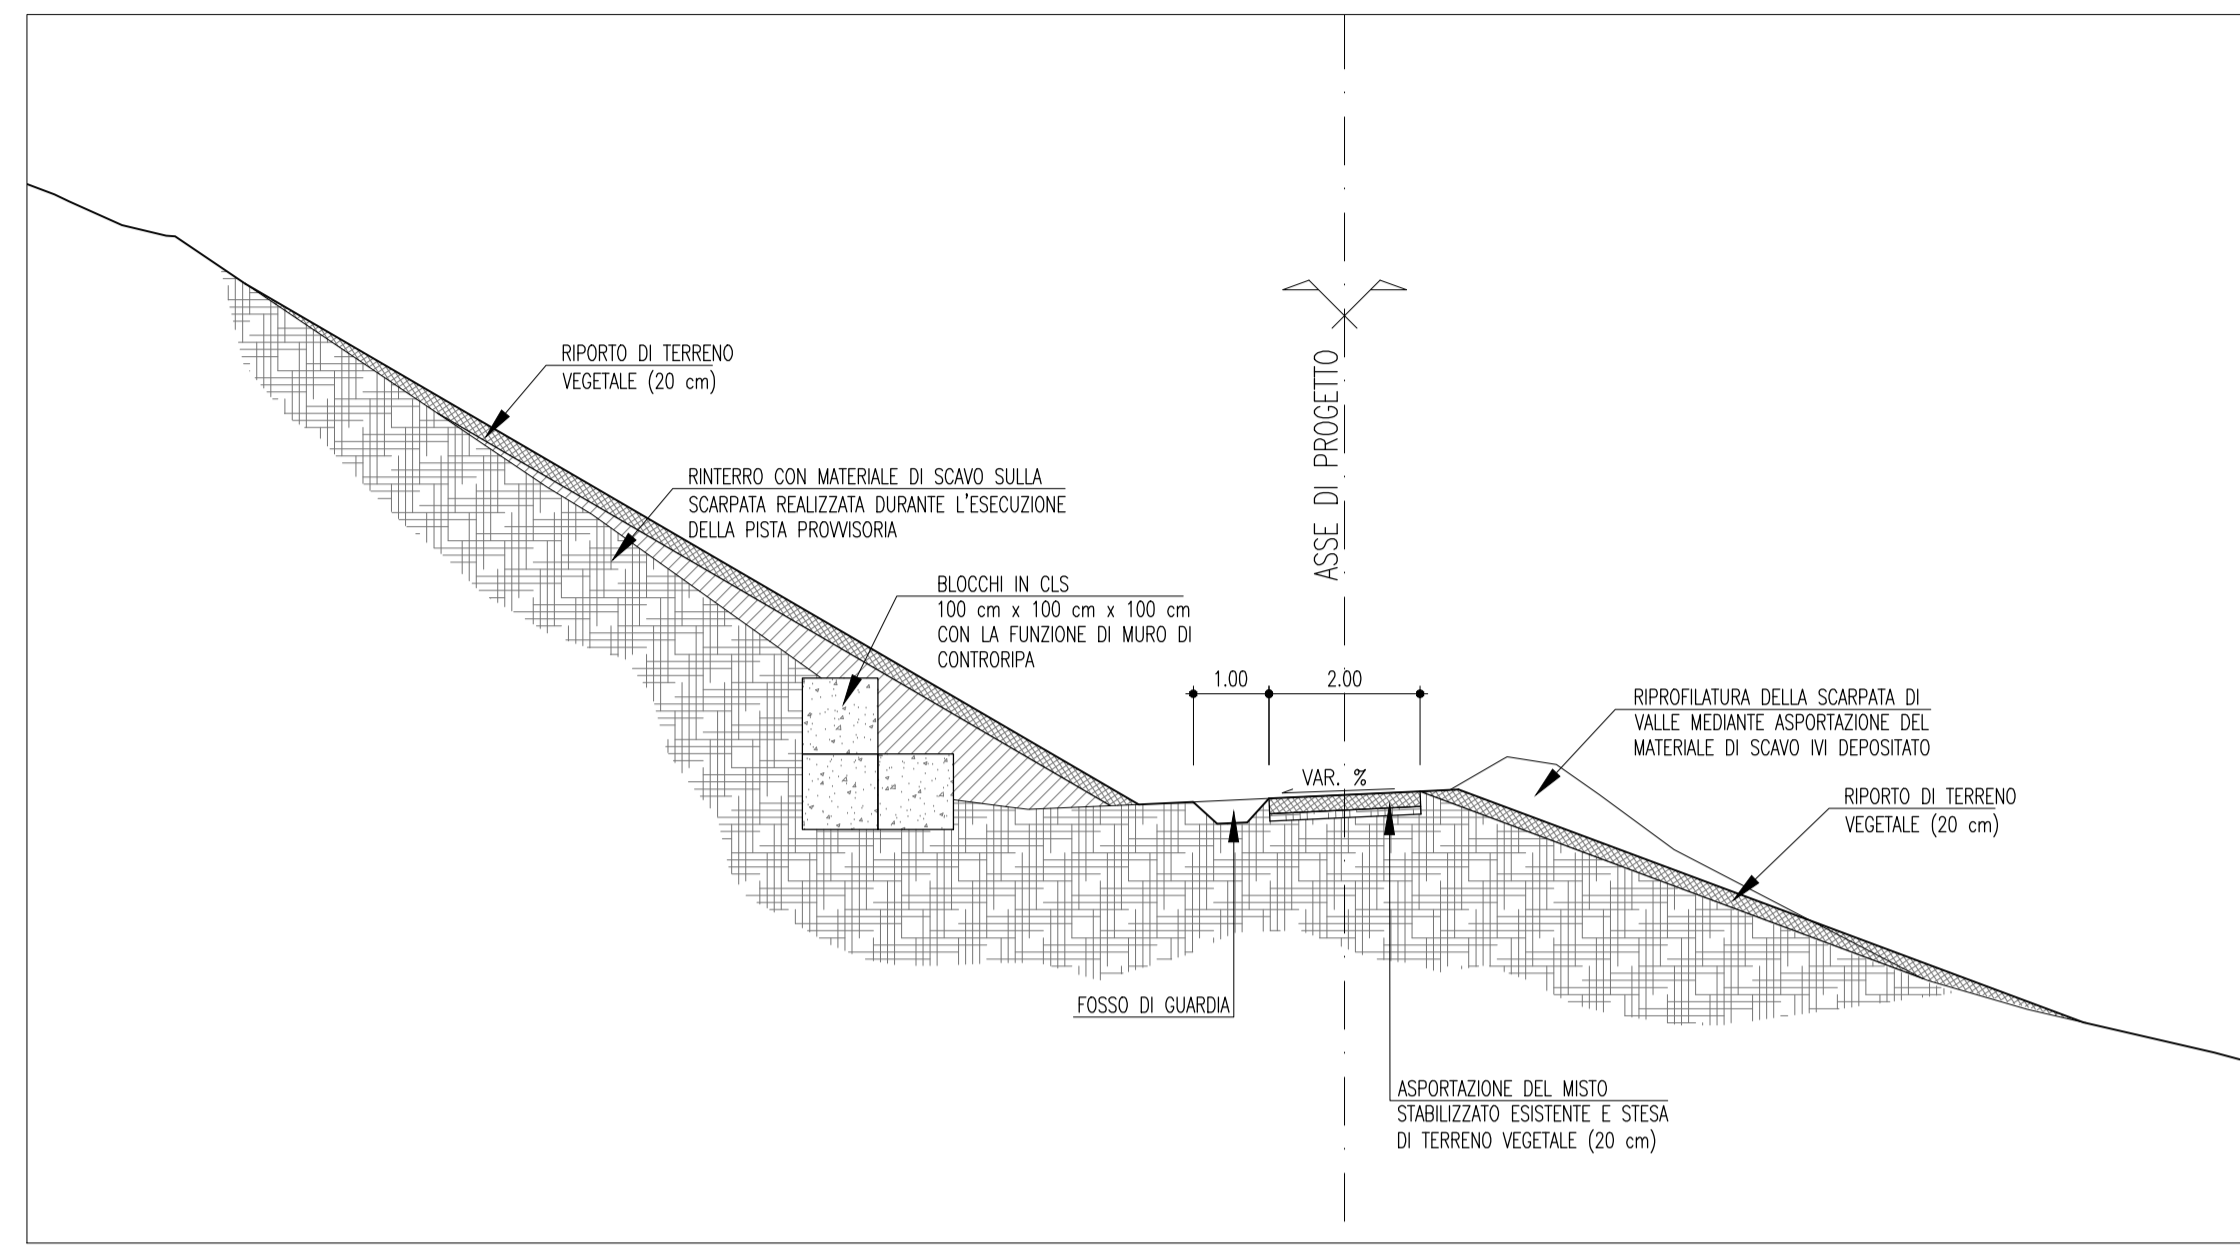 RIPORTO DI TERRENO
VEGETALE (20 cm)
RINTERRO CON MATERIALE DI SCAVO SULLA
SCARPATA REALIZZATA DURANTE L'ESECUZIONE
DELLA PISTA PROVVISORIA
BLOCCHI IN CLS
100 cm x 100 cm x 100 cm
CON LA FUNZIONE DI MURO DI
CONTRORIPA
ASSE DI PROGETTO
1.00
2.00
VAR. %
RIPROFILATURA DELLA SCARPATA DI
VALLE MEDIANTE ASPORTAZIONE DEL
MATERIALE DI SCAVO IVI DEPOSITATO
RIPORTO DI TERRENO
VEGETALE (20 cm)
FOSSO DI GUARDIA
ASPORTAZIONE DEL MISTO
STABILIZZATO ESISTENTE E STESA
DI TERRENO VEGETALE (20 cm)